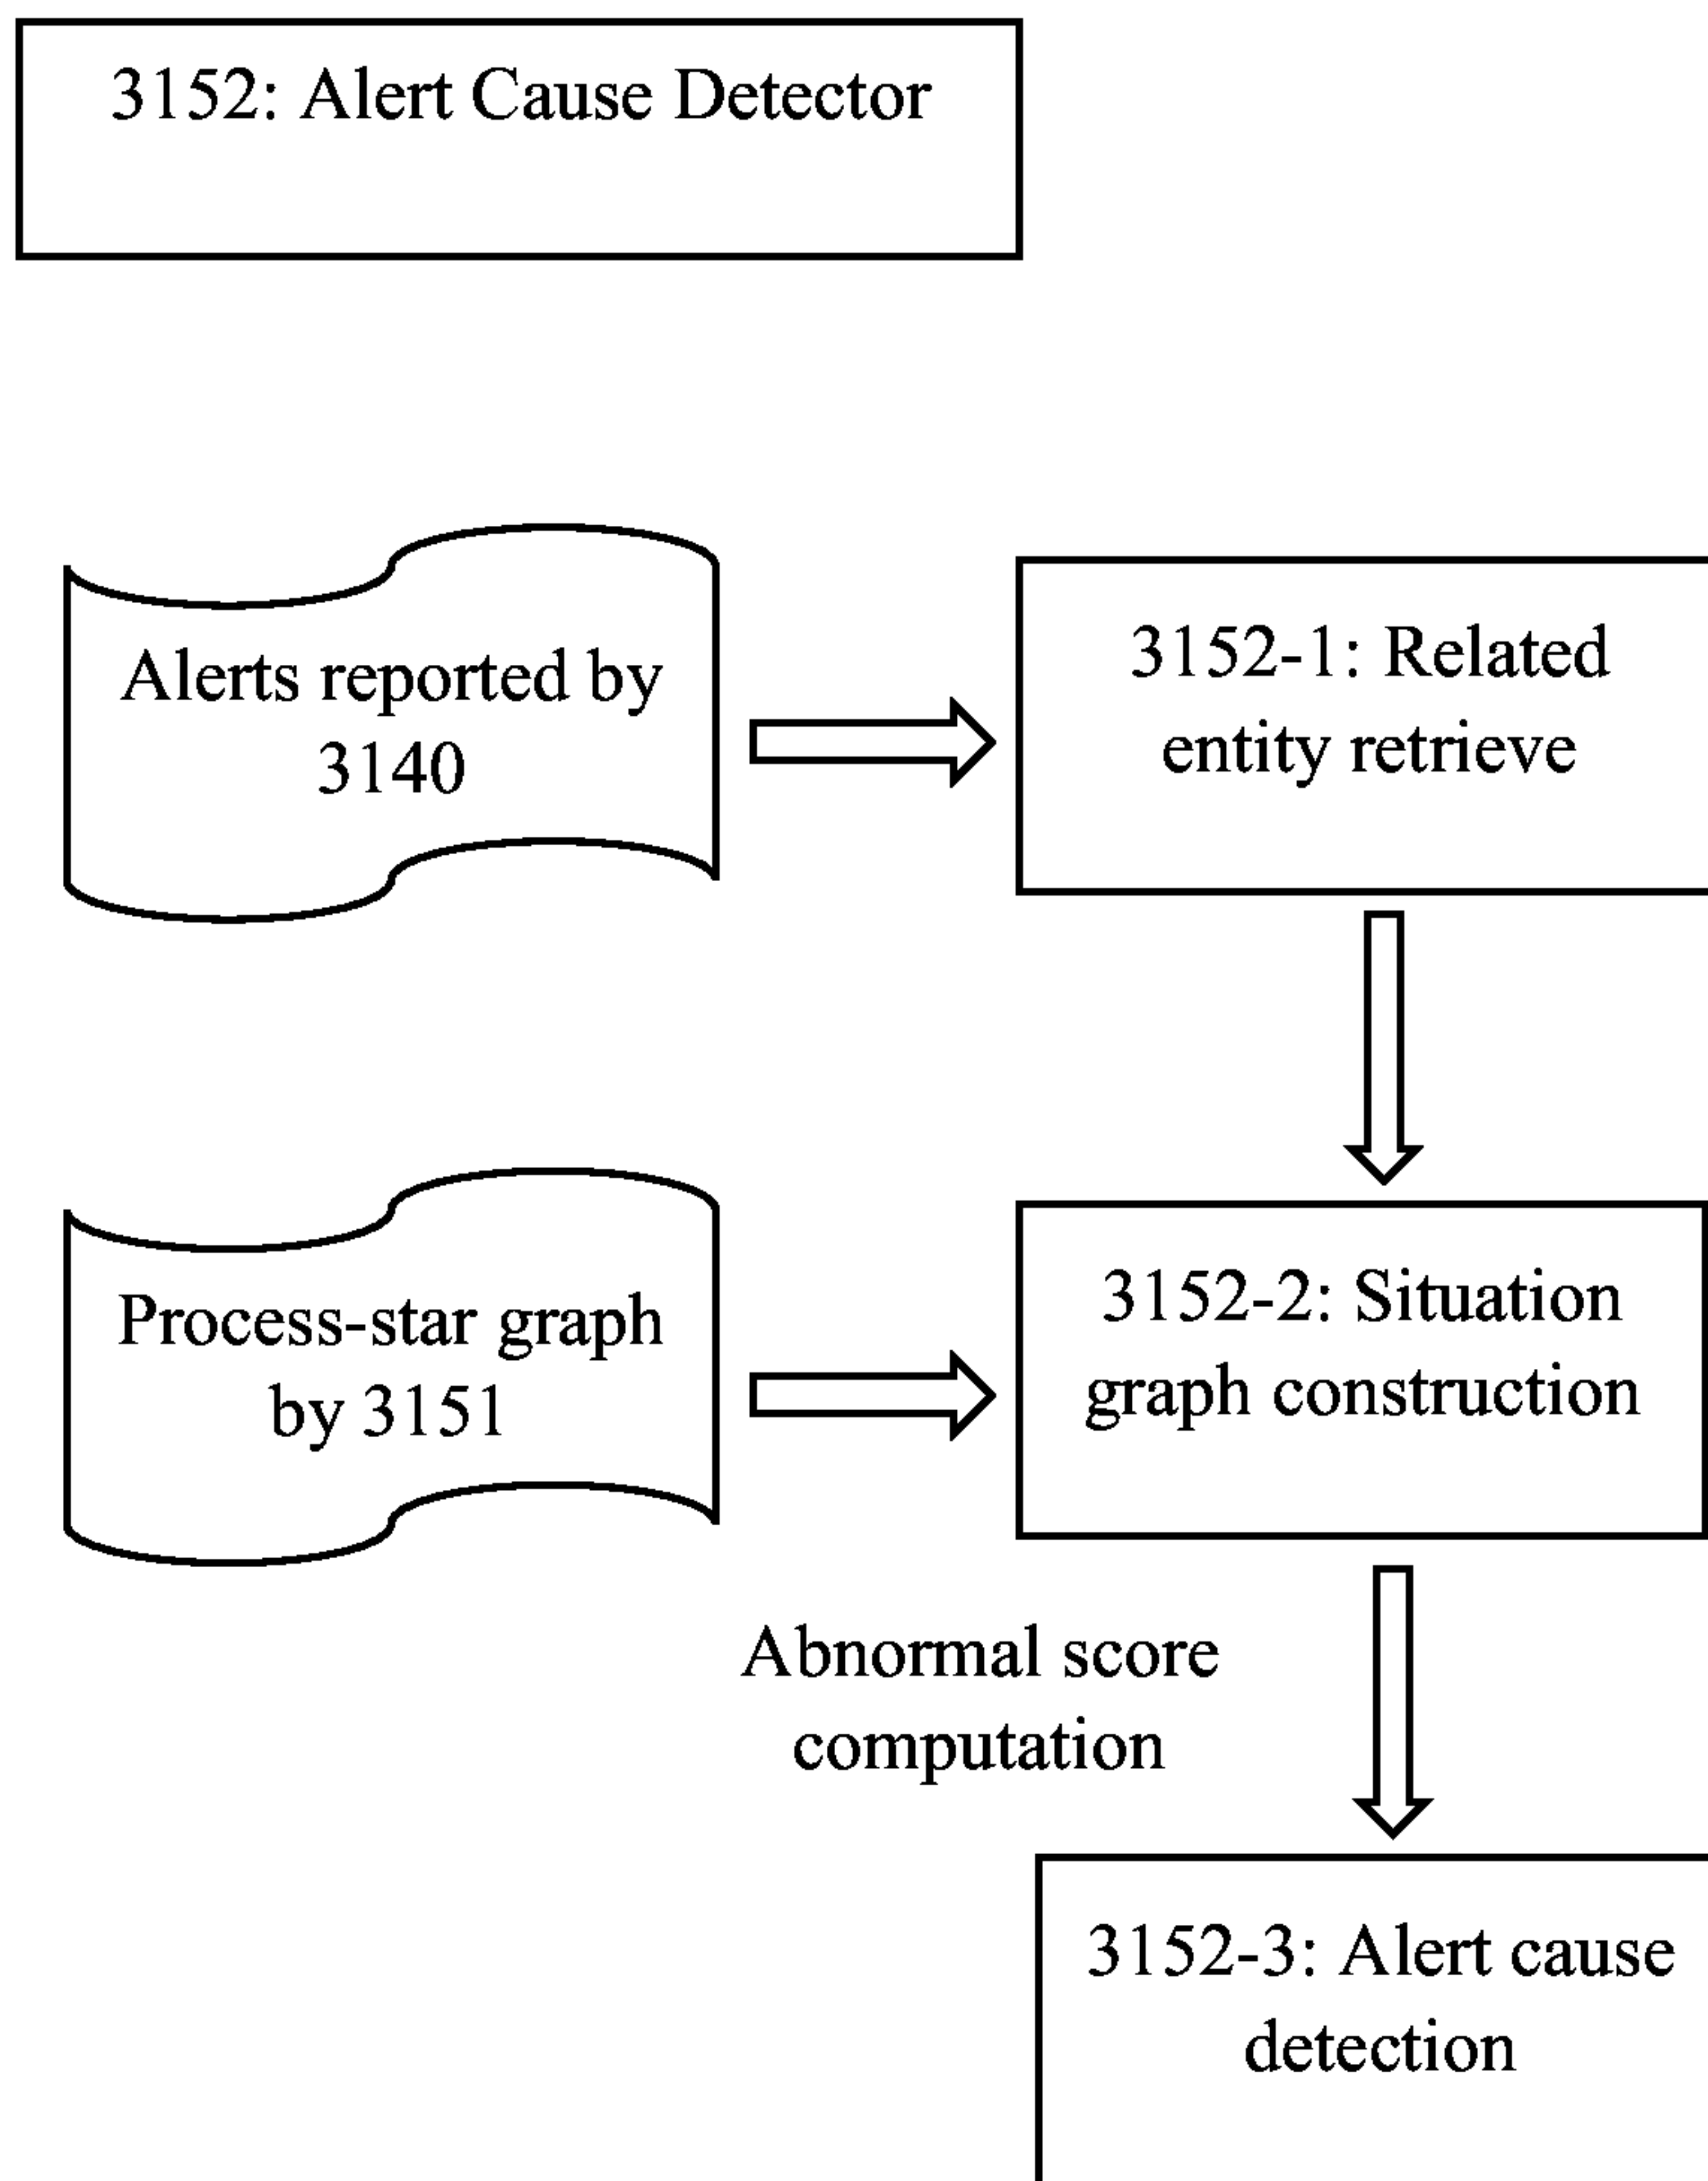 3152: Alert Cause Detector
Alerts reported by
3140
3152-1: Related
entity retrieve
Process-star graph
by 3151
3152-2: Situation
graph construction
Abnormal score
computation
3152-3: Alert cause
detection